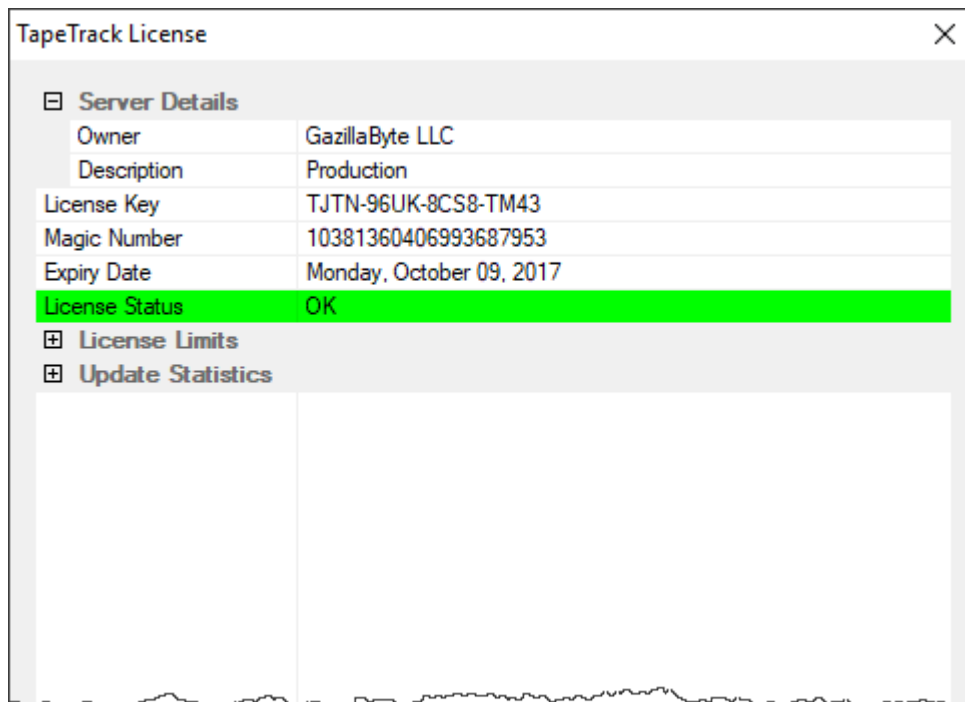 TapeTrack License
Server Details
Owner GazillaByte LLC
Description Production
License Key TJTN-96UK-8CS8-TM43
Magic Number 10381360406993687953
Expiry Date Monday, October 09, 2017
License Status OK
License Limits
Update Statistics